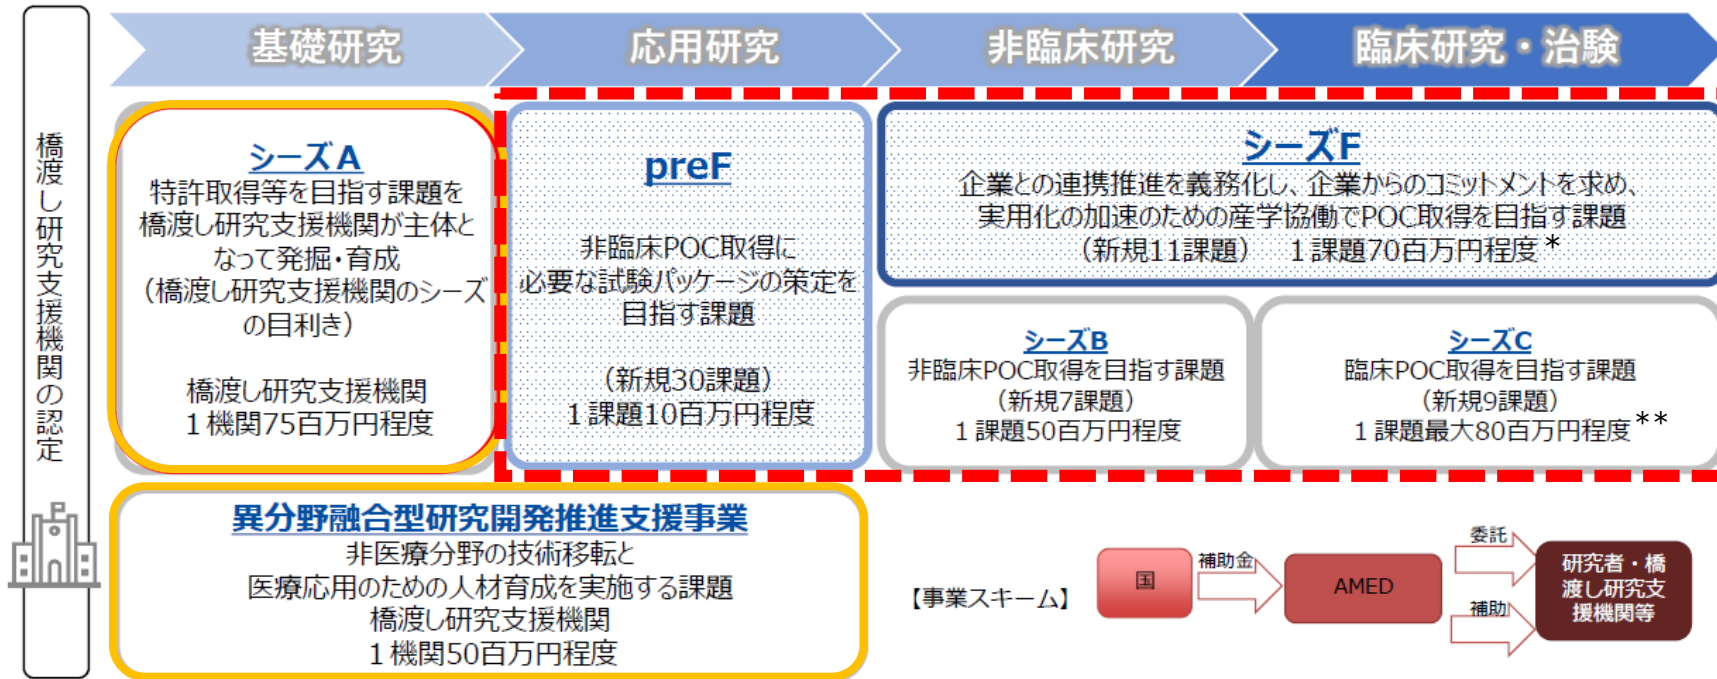 橋渡し研究支援機関の認定
基礎研究
応用研究
非臨床研究
臨床研究・治験
シーズA
特許取得等を目指す課題を
橋渡し研究支援機関が主体と
なって発掘・育成
（橋渡し研究支援機関のシーズ
の目利き）
橋渡し研究支援機関
１機関75百万円程度
preF
非臨床POC取得に
必要な試験パッケージの策定を
目指す課題
（新規30課題）
１課題10百万円程度
シーズF
企業との連携推進を義務化し、企業からのコミットメントを求め、
実用化の加速のための産学協働でPOC取得を目指す課題
（新規11課題）　１課題70百万円程度*
シーズB
非臨床POC取得を目指す課題
（新規7課題）
１課題50百万円程度
シーズC
臨床POC取得を目指す課題
（新規9課題）
１課題最大80百万円程度**
異分野融合型研究開発推進支援事業
非医療分野の技術移転と
医療応用のための人材育成を実施する課題
橋渡し研究支援機関
１機関50百万円程度
【事業スキーム】
国
補助金
AMED
委託
補助
研究者・橋
渡し研究支
援機関等